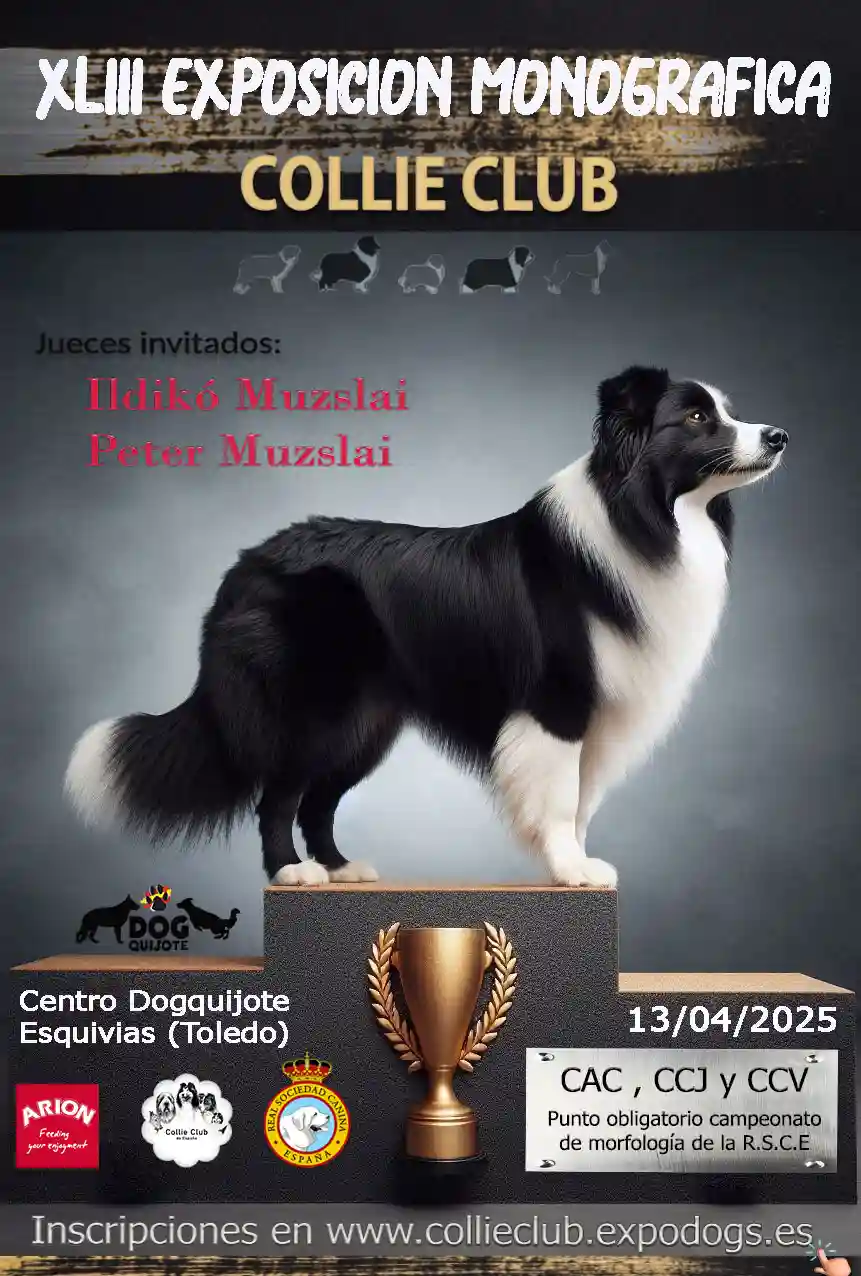 XLIII EXPOSICION MONOGRAFICA
COLLIE CLUB
Jueces invitados:
Ildikó Muzslai
Peter Muzslai
DOG
QUIJOTE
Centro Dogquijote
Esquivias (Toledo)
13/04/2025
CAC , CCJ y CCV
Punto obligatorio campeonato
de morfología de la R.S.C.E
ARION
Feeding
your enjoyment
Collie Club
de España
REAL SOCIEDAD CANINA
ESPAÑA
Inscripciones en www.collieclub.expodogs.es